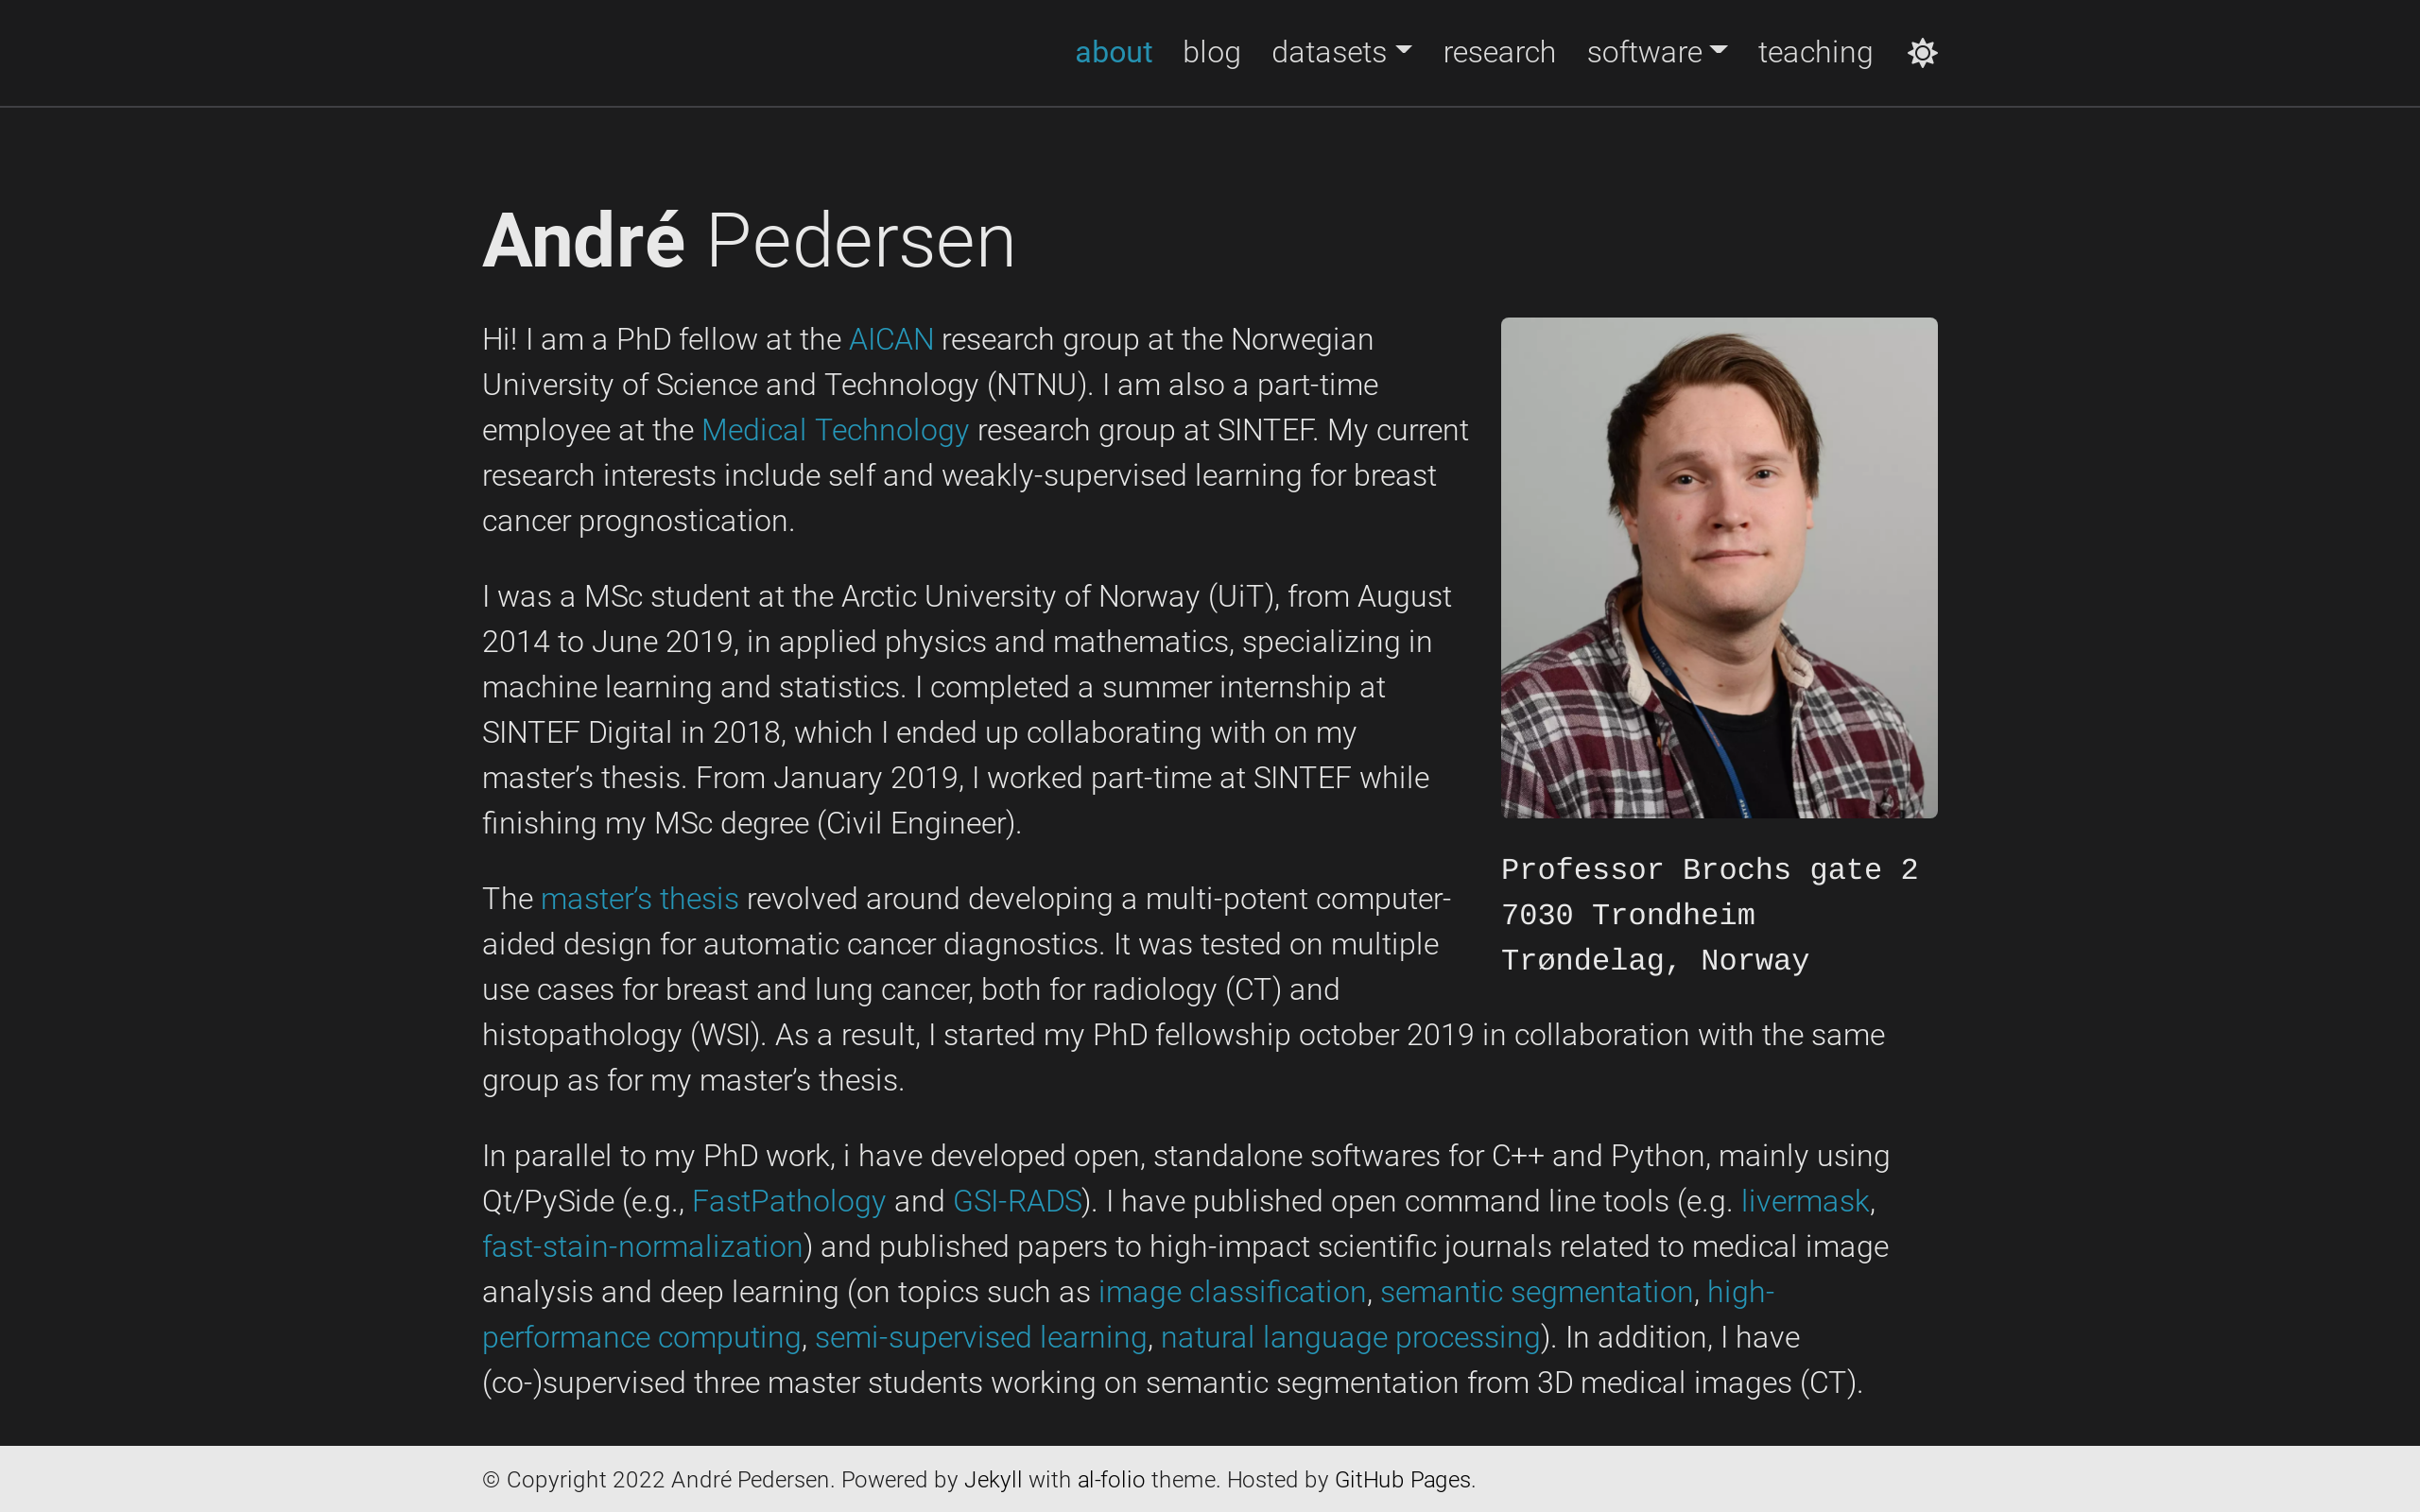 about blog datasets research software teaching
André Pedersen
Hi! I am a PhD fellow at the AICAN research group at the Norwegian
University of Science and Technology (NTNU). I am also a part-time
employee at the Medical Technology research group at SINTEF. My current
research interests include self and weakly-supervised learning for breast
cancer prognostication.
I was a MSc student at the Arctic University of Norway (UiT), from August
2014 to June 2019, in applied physics and mathematics, specializing in
machine learning and statistics. I completed a summer internship at
SINTEF Digital in 2018, which I ended up collaborating with on my
master’s thesis. From January 2019, I worked part-time at SINTEF while
finishing my MSc degree (Civil Engineer).
Professor Brochs gate 2
7030 Trondheim
Trøndelag, Norway
The master’s thesis revolved around developing a multi-potent computer-
aided design for automatic cancer diagnostics. It was tested on multiple
use cases for breast and lung cancer, both for radiology (CT) and
histopathology (WSI). As a result, I started my PhD fellowship october 2019 in collaboration with the same
group as for my master’s thesis.
In parallel to my PhD work, i have developed open, standalone softwares for C++ and Python, mainly using
Qt/PySide (e.g., FastPathology and GSI-RADS). I have published open command line tools (e.g. livermask,
fast-stain-normalization) and published papers to high-impact scientific journals related to medical image
analysis and deep learning (on topics such as image classification, semantic segmentation, high-
performance computing, semi-supervised learning, natural language processing). In addition, I have
(co-)supervised three master students working on semantic segmentation from 3D medical images (CT).
© Copyright 2022 André Pedersen. Powered by Jekyll with al-folio theme. Hosted by GitHub Pages.